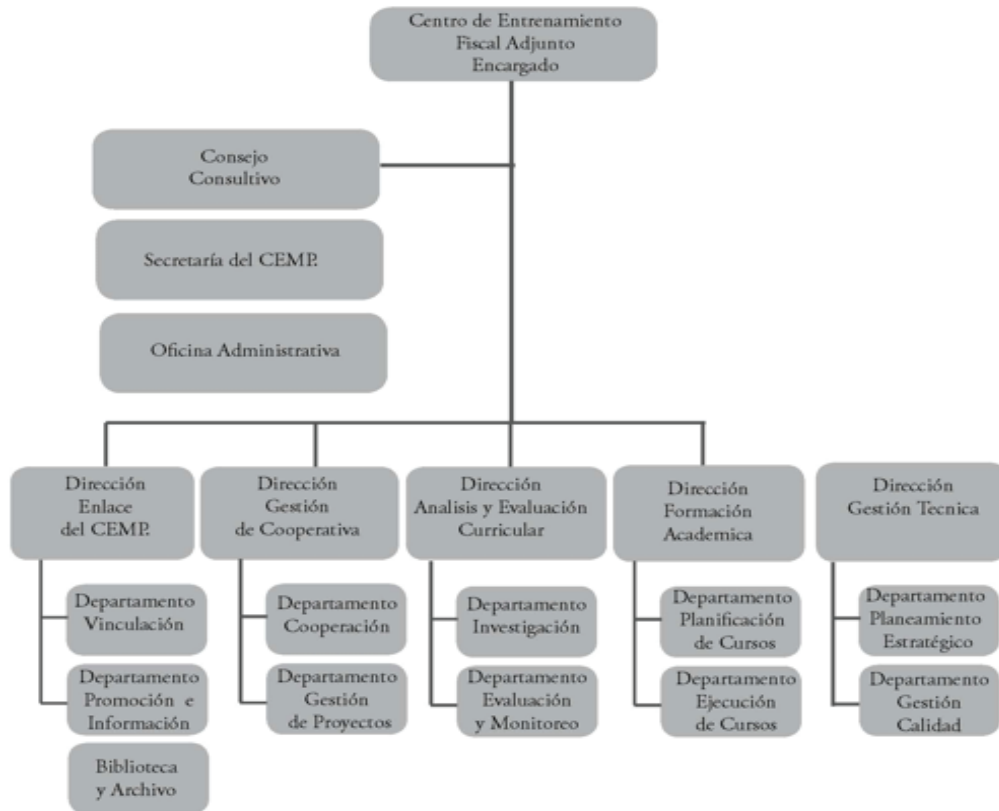 Centro de Entrenamiento
Fiscal Adjunto
Encargado
Consejo
Consultivo
Secretaría del CEMP.
Oficina Administrativa
Dirección
Enlace
del CEMP.
Dirección
Gestión
de Cooperativa
Dirección
Analisis y Evaluación
Curricular
Dirección
Formación
Academica
Dirección
Gestión Tecnica
Departamento
Vinculación
Departamento
Promoción e
Información
Biblioteca
y Archivo
Departamento
Cooperación
Departamento
Gestión
de Proyectos
Departamento
Investigación
Departamento
Evaluación
y Monitoreo
Departamento
Planificación
de Cursos
Departamento
Ejecución
de Cursos
Departamento
Planeamiento
Estratégico
Departamento
Gestión
Calidad